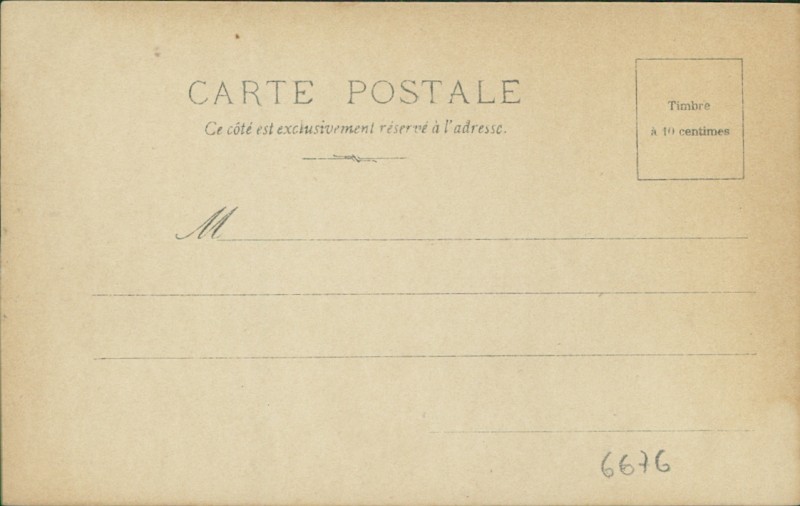 CARTE POSTALE
Ce côté est exclusivement réservé à l'adresse.
Timbre
à 10 centimes
M
6676